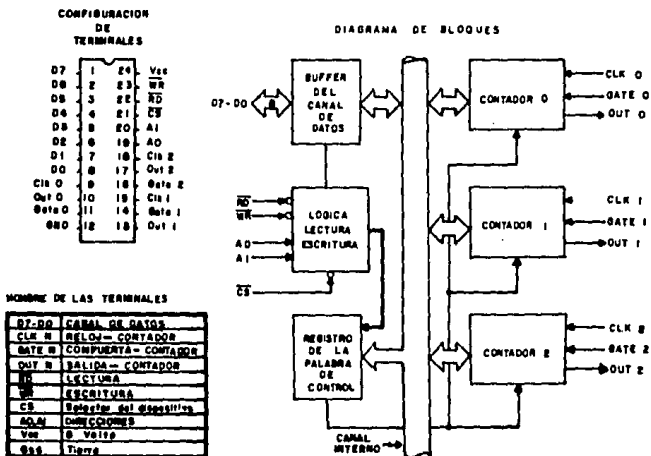 CONFIGURACION
DE
TERMINALES
D7 1 24 Vcc
D6 2 23 WR
D5 3 22 RD
D4 4 21 CS
D3 5 20 A1
D2 6 19 A0
D1 7 18 Clk 2
D0 8 17 Out 2
Clk 0 9 16 Gate 2
Out 0 10 15 Clk 1
Gate 0 11 14 Gate 1
GND 12 13 Out 1
NOMBRE DE LAS TERMINALES
D7-D0 CANAL DE DATOS
CLK N RELOJ-CONTADOR
GATE N COMPUERTA-CONTADOR
OUT N SALIDA-CONTADOR
RD LECTURA
WR ESCRITURA
CS Selector del dispositivo
A0,A1 DIRECCIONES
Vcc 5 Volts
Gss Tierra
DIAGRAMA DE BLOQUES
D7-D0
8
BUFFER
DEL
CANAL
DE
DATOS
RD
WR
A0
A1
CS
LOGICA
LECTURA
ESCRITURA
REGISTRO
DE LA
PALABRA
DE
CONTROL
CANAL
INTERNO
CONTADOR 0
CLK 0
GATE 0
OUT 0
CONTADOR 1
CLK 1
GATE 1
OUT 1
CONTADOR 2
CLK 2
GATE 2
OUT 2